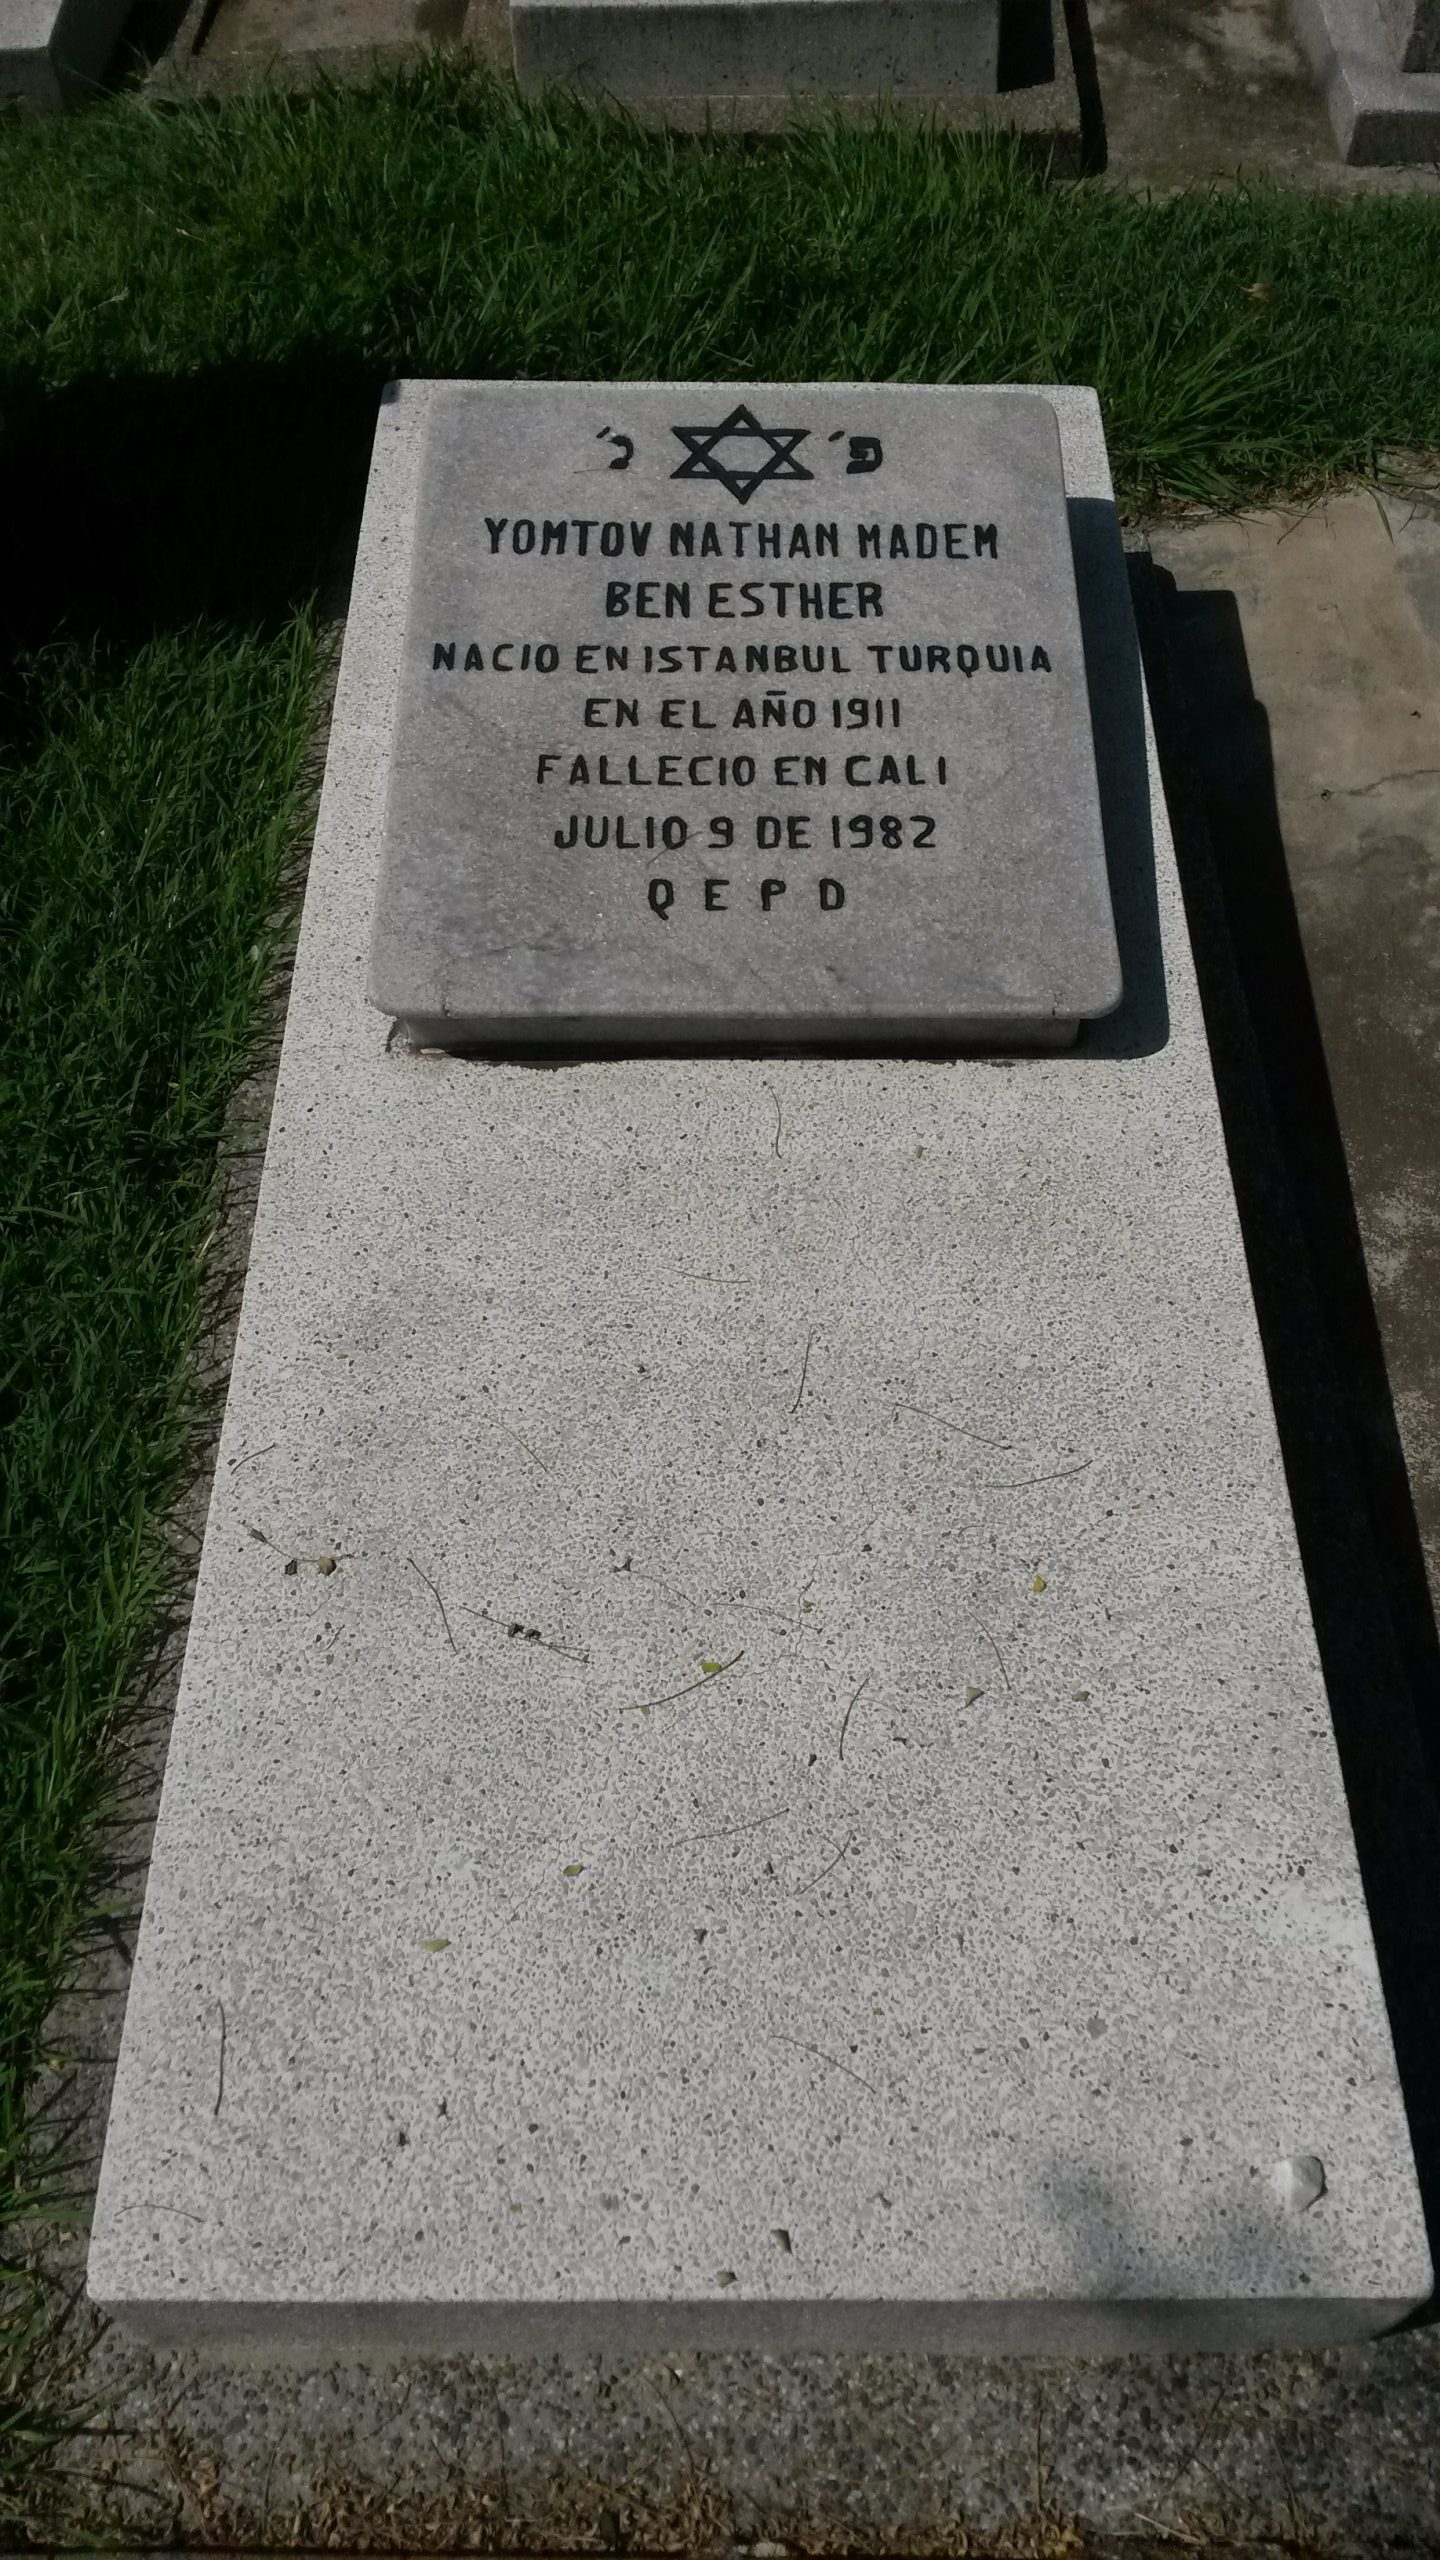 פ׳ נ׳
YOMTOV NATHAN MADEM
BEN ESTHER
NACIO EN ISTANBUL TURQUIA
EN EL AÑO 1911
FALLECIO EN CALI
JULIO 9 DE 1982
Q E P D